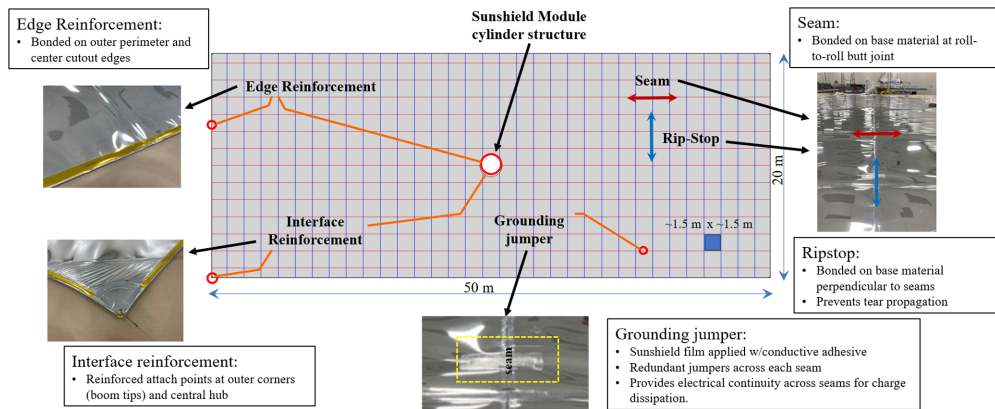 Edge Reinforcement:
• Bonded on outer perimeter and
center cutout edges
Sunshield Module
cylinder structure
Seam:
• Bonded on base material at roll-
to-roll butt joint
Edge Reinforcement
Seam
Rip-Stop
20 m
Interface
Reinforcement
Grounding
jumper
~1.5 m x ~1.5 m
50 m
Ripstop:
• Bonded on base material
perpendicular to seams
• Prevents tear propagation
Interface reinforcement:
• Reinforced attach points at outer corners
(boom tips) and central hub
seam
Grounding jumper:
• Sunshield film applied w/conductive adhesive
• Redundant jumpers across each seam
• Provides electrical continuity across seams for charge
dissipation.